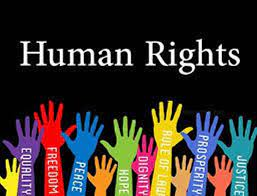 Human Rights
EQUALITY
FREEDOM
PEACE
HOPE
DIGNITY
RULE OF LAW
PROSPERITY
JUSTICE